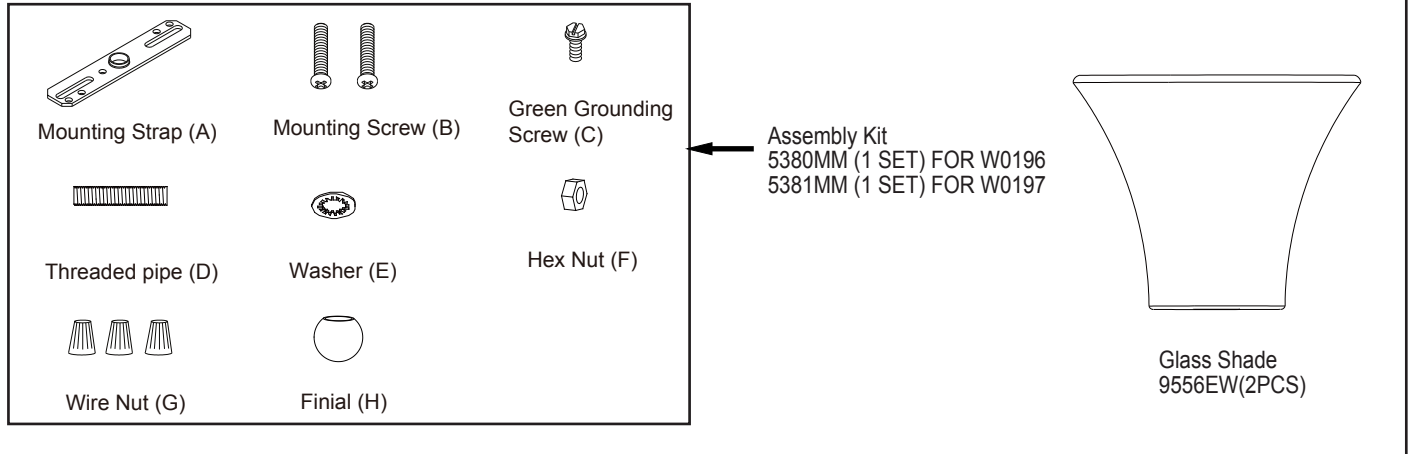 Mounting Strap (A)
Mounting Screw (B)
Green Grounding
Screw (C)
Threaded pipe (D)
Washer (E)
Hex Nut (F)
Wire Nut (G)
Finial (H)
Assembly Kit
5380MM (1 SET) FOR W0196
5381MM (1 SET) FOR W0197
Glass Shade
9556EW(2PCS)